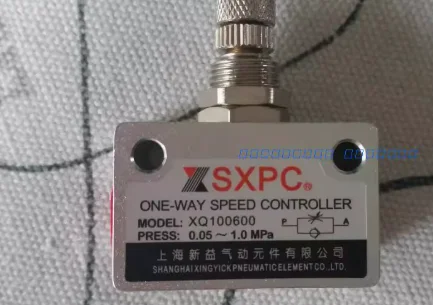 SXPC®
ONE-WAY SPEED CONTROLLER
MODEL: XQ100600
P A
PRESS: 0.05～1.0 MPa
上海新益气动元件有限公司
SHANGHAI XINGYICK PNEUMATIC ELEMENT CO., LTD.